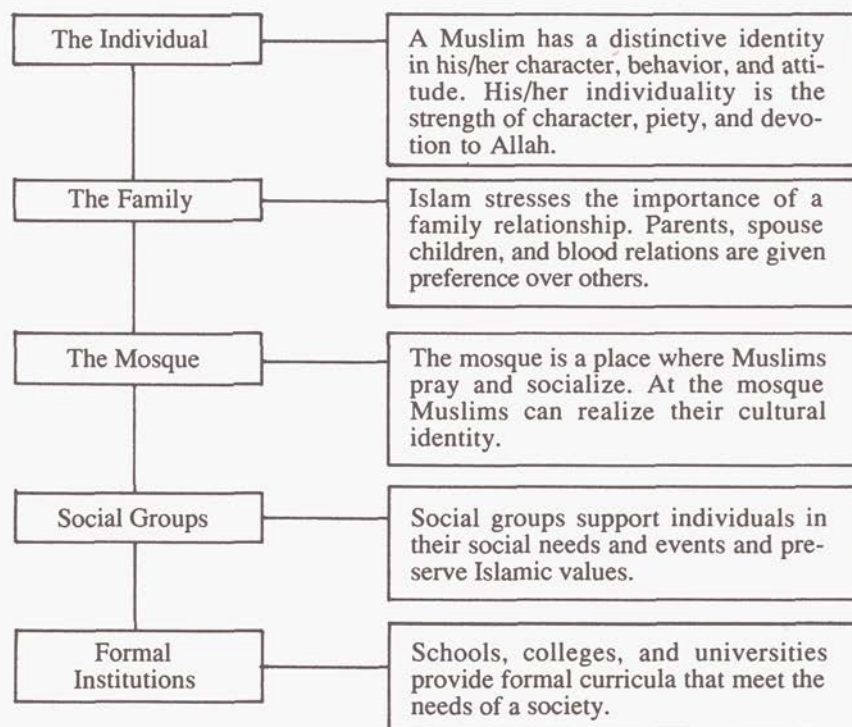 The Individual
A Muslim has a distinctive identity
in his/her character, behavior, and atti-
tude. His/her individuality is the
strength of character, piety, and devo-
tion to Allah.
The Family
Islam stresses the importance of a
family relationship. Parents, spouse
children, and blood relations are given
preference over others.
The Mosque
The mosque is a place where Muslims
pray and socialize. At the mosque
Muslims can realize their cultural
identity.
Social Groups
Social groups support individuals in
their social needs and events and pre-
serve Islamic values.
Formal
Institutions
Schools, colleges, and universities
provide formal curricula that meet the
needs of a society.